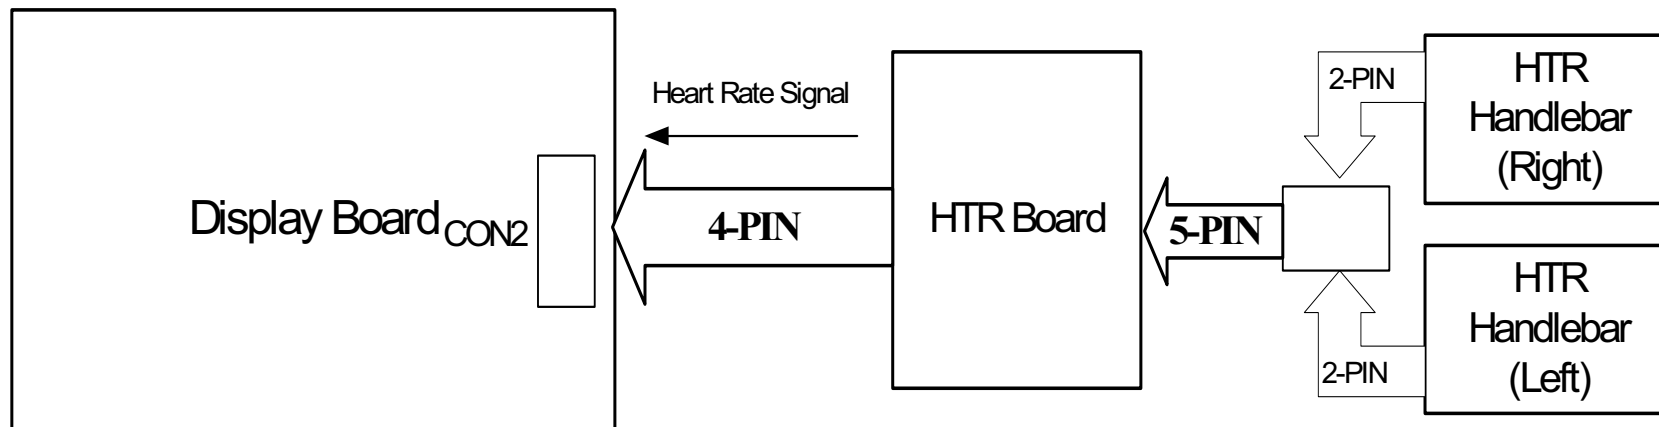 Heart Rate Signal
Display Board CON2
4-PIN
HTR Board
5-PIN
2-PIN
HTR
Handlebar
(Right)
2-PIN
HTR
Handlebar
(Left)